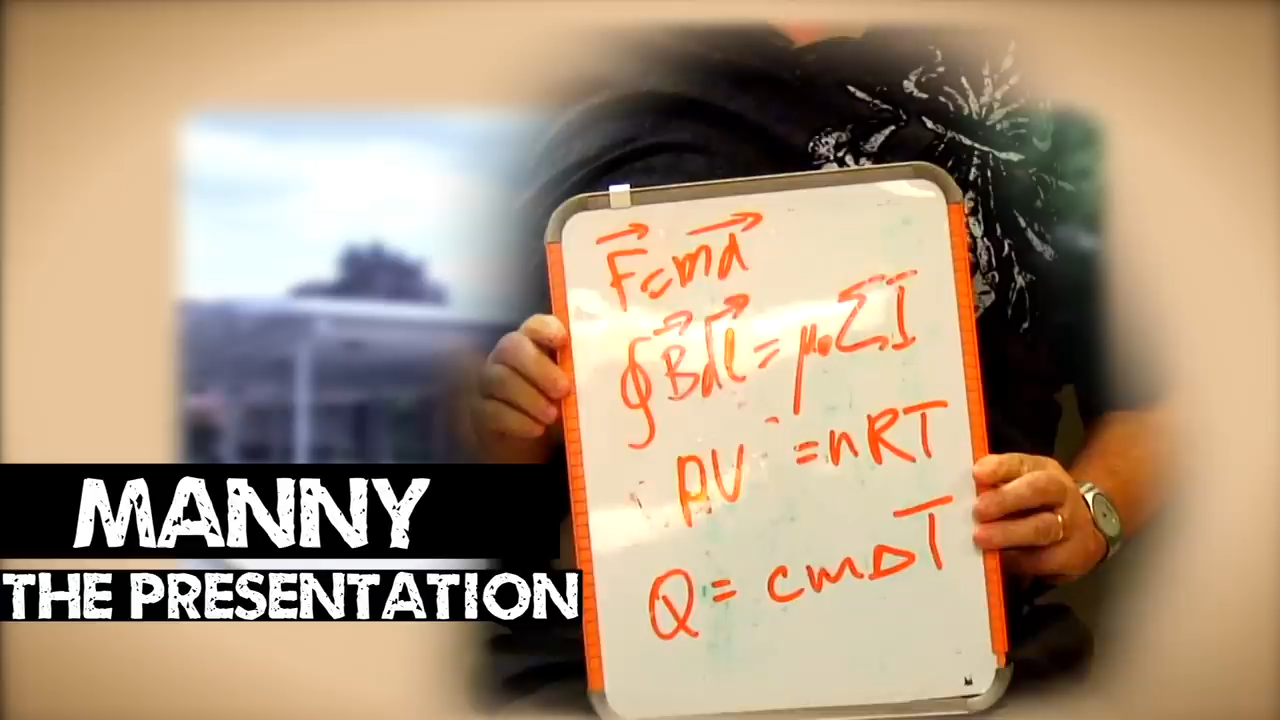 F⃗ = ma⃗
∮ B⃗ dl⃗ = μ₀ΣI
PV = nRT
Q = cmΔT
MANNY
THE PRESENTATION